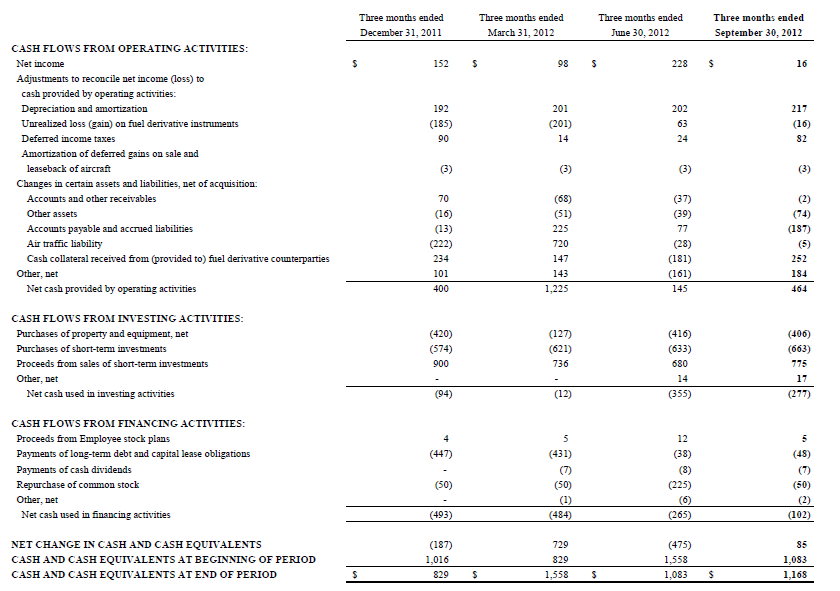 Three months ended Three months ended Three months ended Three months ended
December 31, 2011 March 31, 2012 June 30, 2012 September 30, 2012
CASH FLOWS FROM OPERATING ACTIVITIES:
Net income $ 152 $ 98 $ 228 $ 16
Adjustments to reconcile net income (loss) to
cash provided by operating activities:
Depreciation and amortization 192 201 202 217
Unrealized loss (gain) on fuel derivative instruments (185) (201) 63 (16)
Deferred income taxes 90 14 24 82
Amortization of deferred gains on sale and
leaseback of aircraft (3) (3) (3) (3)
Changes in certain assets and liabilities, net of acquisition:
Accounts and other receivables 70 (68) (37) (2)
Other assets (16) (51) (39) (74)
Accounts payable and accrued liabilities (13) 225 77 (187)
Air traffic liability (222) 720 (28) (5)
Cash collateral received from (provided to) fuel derivative counterparties 234 147 (181) 252
Other, net 101 143 (161) 184
Net cash provided by operating activities 400 1,225 145 464
CASH FLOWS FROM INVESTING ACTIVITIES:
Purchases of property and equipment, net (420) (127) (416) (406)
Purchases of short-term investments (574) (621) (633) (663)
Proceeds from sales of short-term investments 900 736 680 775
Other, net - - 14 17
Net cash used in investing activities (94) (12) (355) (277)
CASH FLOWS FROM FINANCING ACTIVITIES:
Proceeds from Employee stock plans 4 5 12 5
Payments of long-term debt and capital lease obligations (447) (431) (38) (48)
Payments of cash dividends - (7) (8) (7)
Repurchase of common stock (50) (50) (225) (50)
Other, net - (1) (6) (2)
Net cash used in financing activities (493) (484) (265) (102)
NET CHANGE IN CASH AND CASH EQUIVALENTS (187) 729 (475) 85
CASH AND CASH EQUIVALENTS AT BEGINNING OF PERIOD 1,016 829 1,558 1,083
CASH AND CASH EQUIVALENTS AT END OF PERIOD $ 829 $ 1,558 $ 1,083 $ 1,168